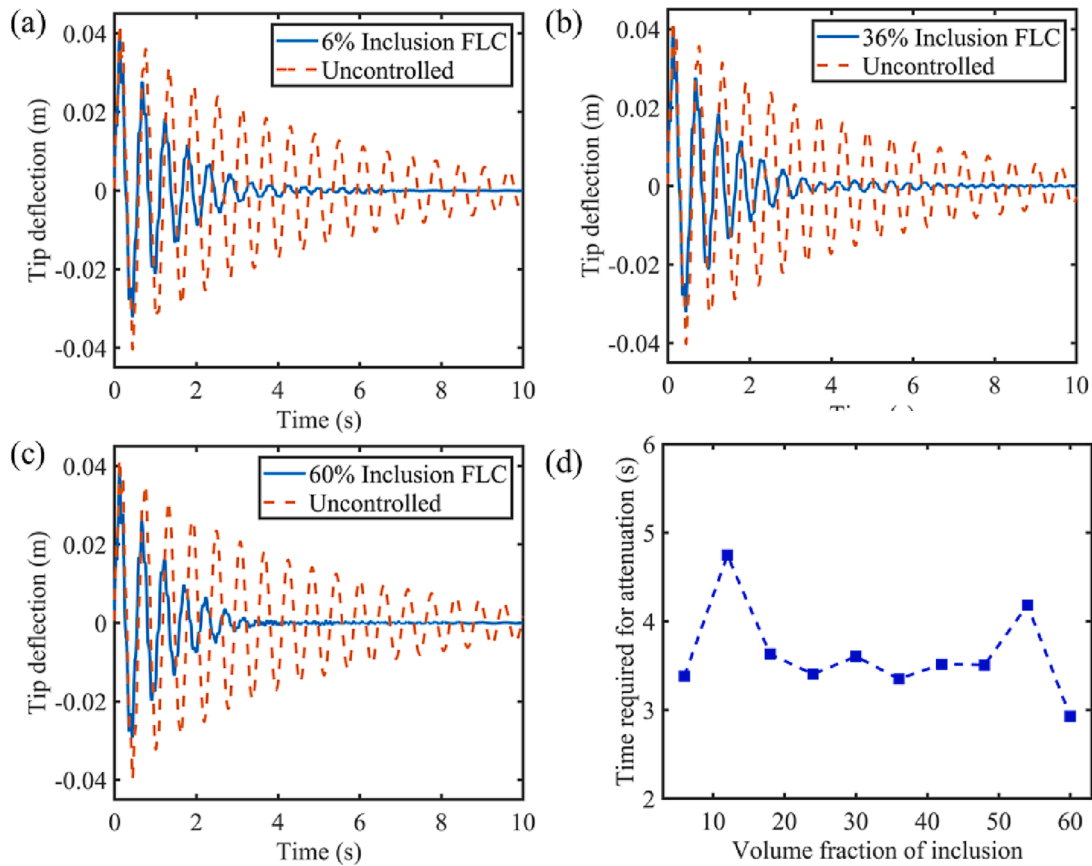 (a)
6% Inclusion FLC
Uncontrolled
Tip deflection (m)
0.04
0.02
0
-0.02
-0.04
0 2 4 6 8 10
Time (s)
(b)
36% Inclusion FLC
Uncontrolled
Tip deflection (m)
0.04
0.02
0
-0.02
-0.04
0 2 4 6 8 10
(c)
60% Inclusion FLC
Uncontrolled
Tip deflection (m)
0.04
0.02
0
-0.02
-0.04
0 2 4 6 8 10
Time (s)
(d)
Time required for attenuation (s)
6
5
4
3
2
10 20 30 40 50 60
Volume fraction of inclusion